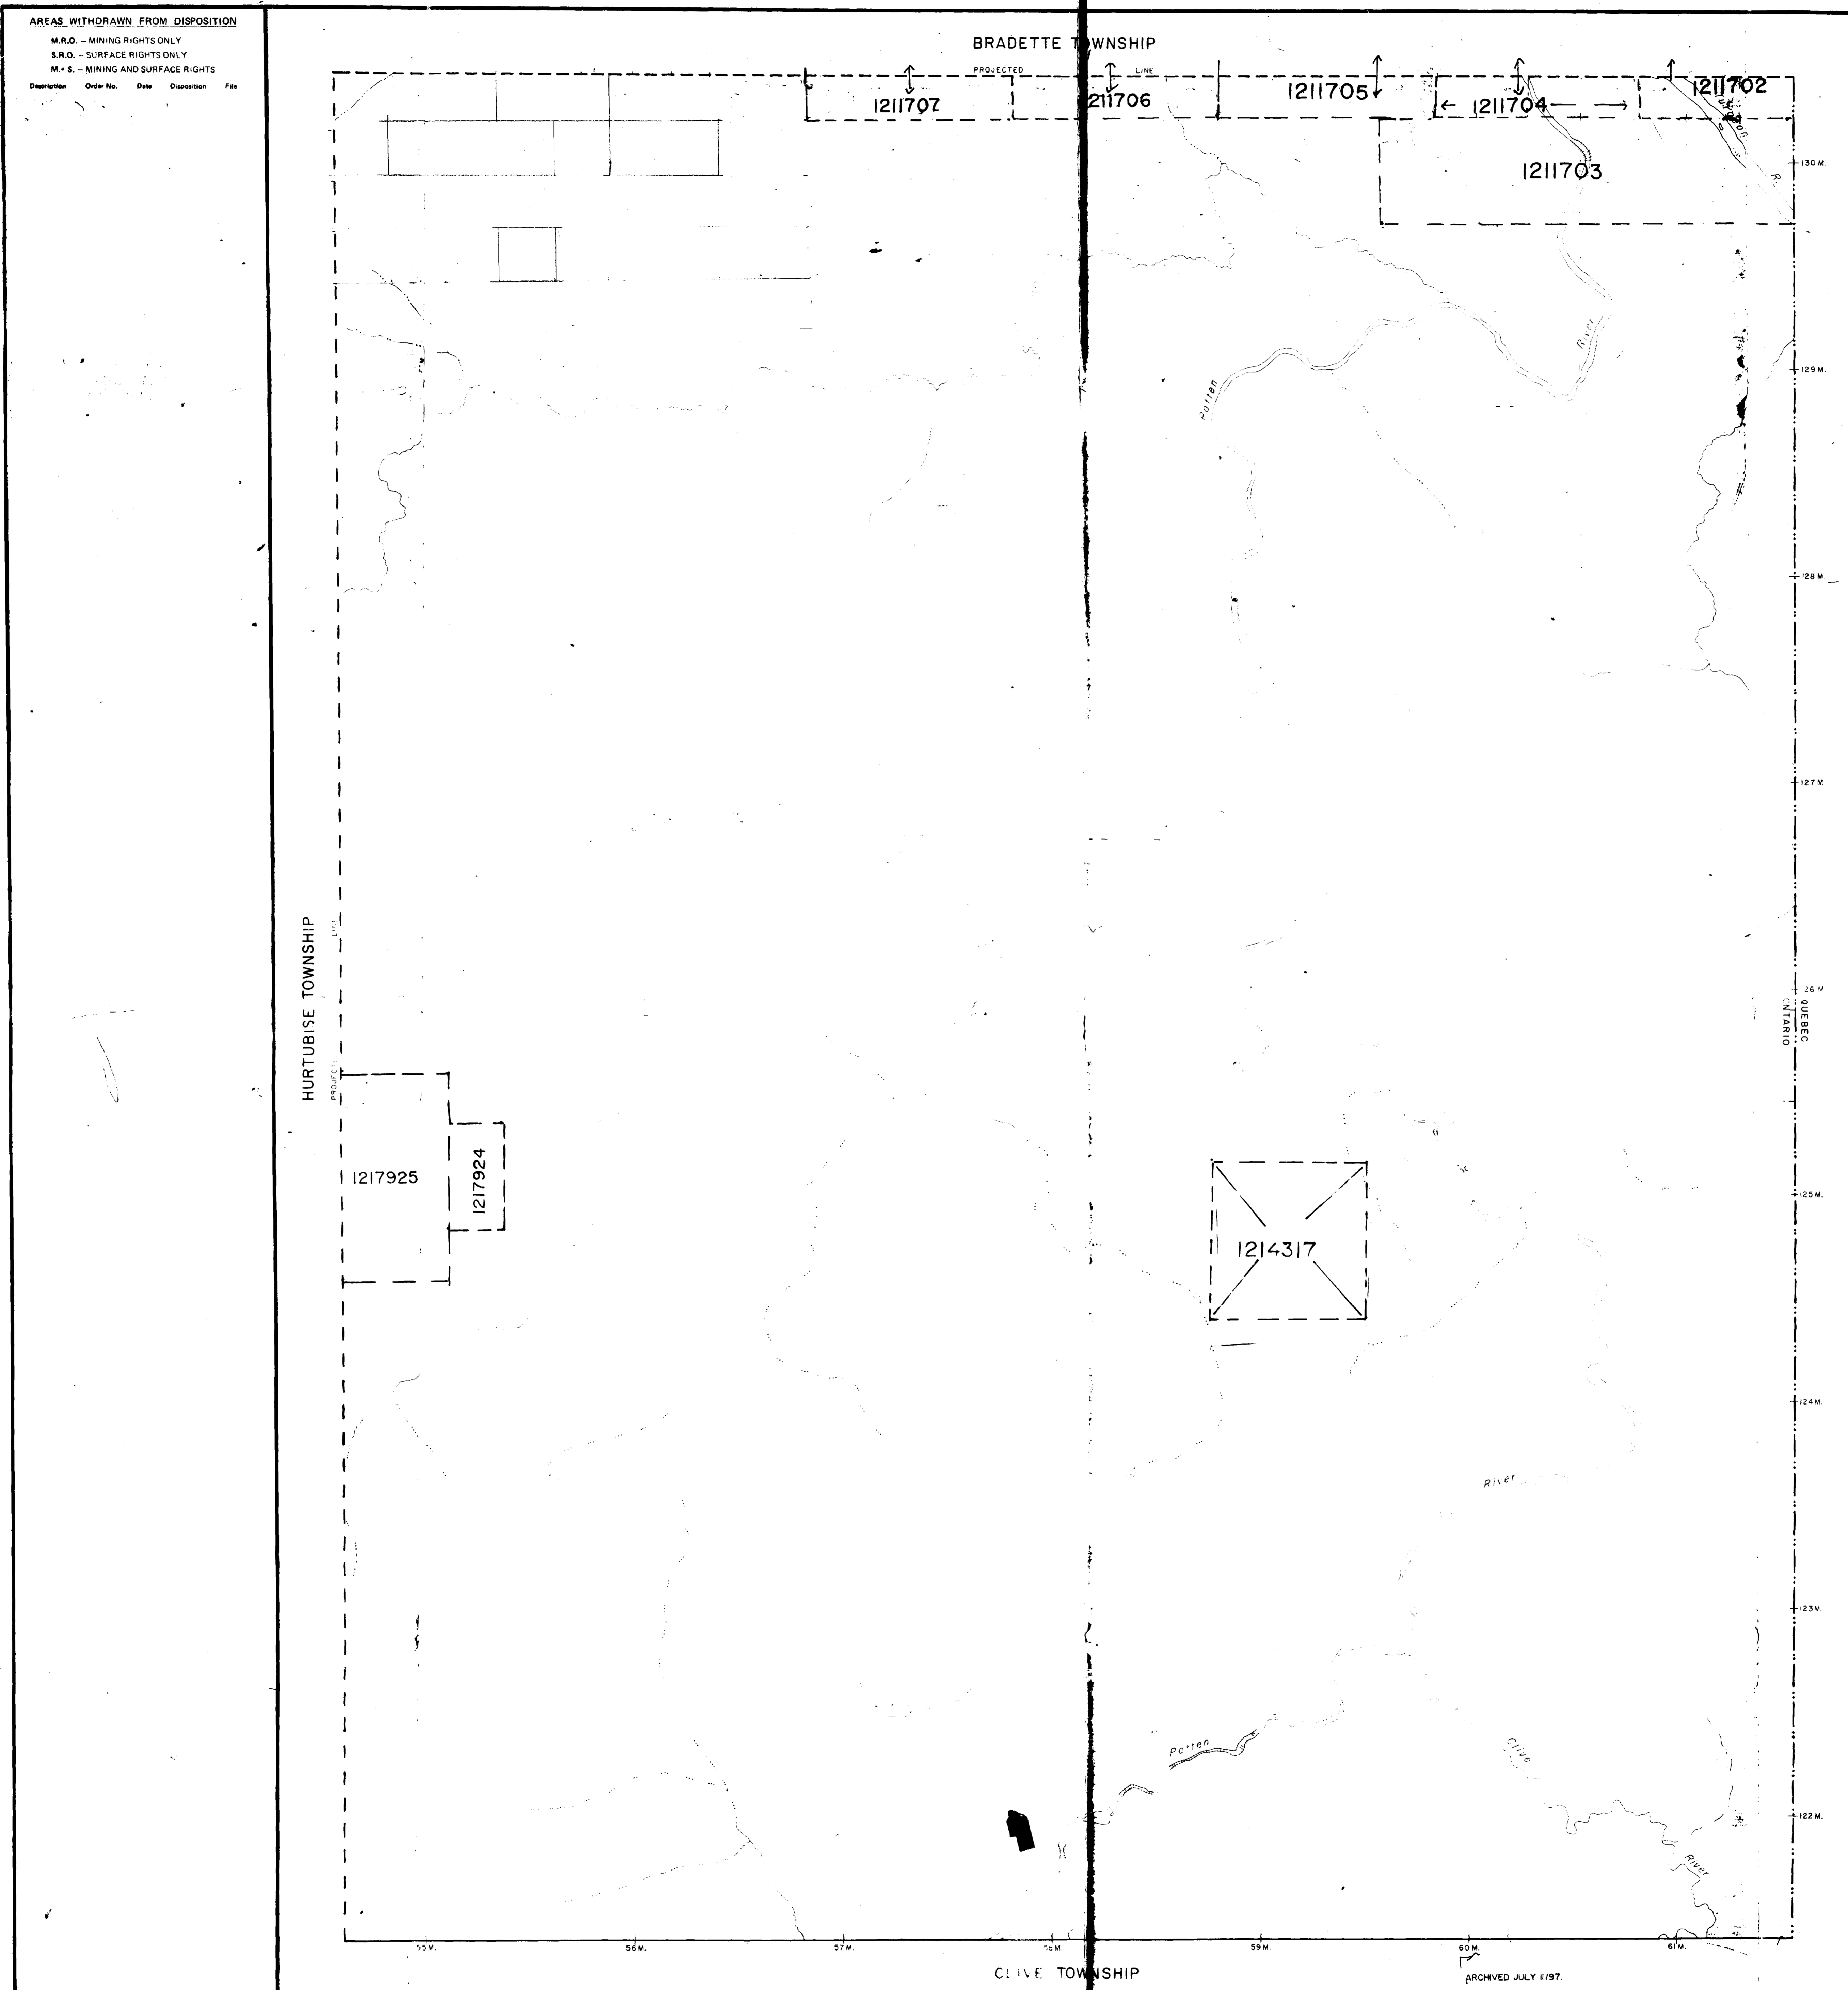 AREAS WITHDRAWN FROM DISPOSITION
M.R.O. – MINING RIGHTS ONLY
S.R.O. – SURFACE RIGHTS ONLY
M.+ S. – MINING AND SURFACE RIGHTS
Description Order No. Date Disposition File
BRADETTE TOWNSHIP
PROJECTED LINE
1211707
211706
1211705
1211704
1211702
1211703
130 M
R.
River
129 M.
Patten
128 M.
127 M
HURTUBISE TOWNSHIP
26 M
QUEBEC
ONTARIO
1217925
1217924
125 M.
1214317
124 M.
River
123 M.
Patten
Clive
122 M.
River
55 M.
56 M.
57 M.
59 M.
60 M.
61 M.
CLIVE TOWNSHIP
ARCHIVED JULY 11/97.